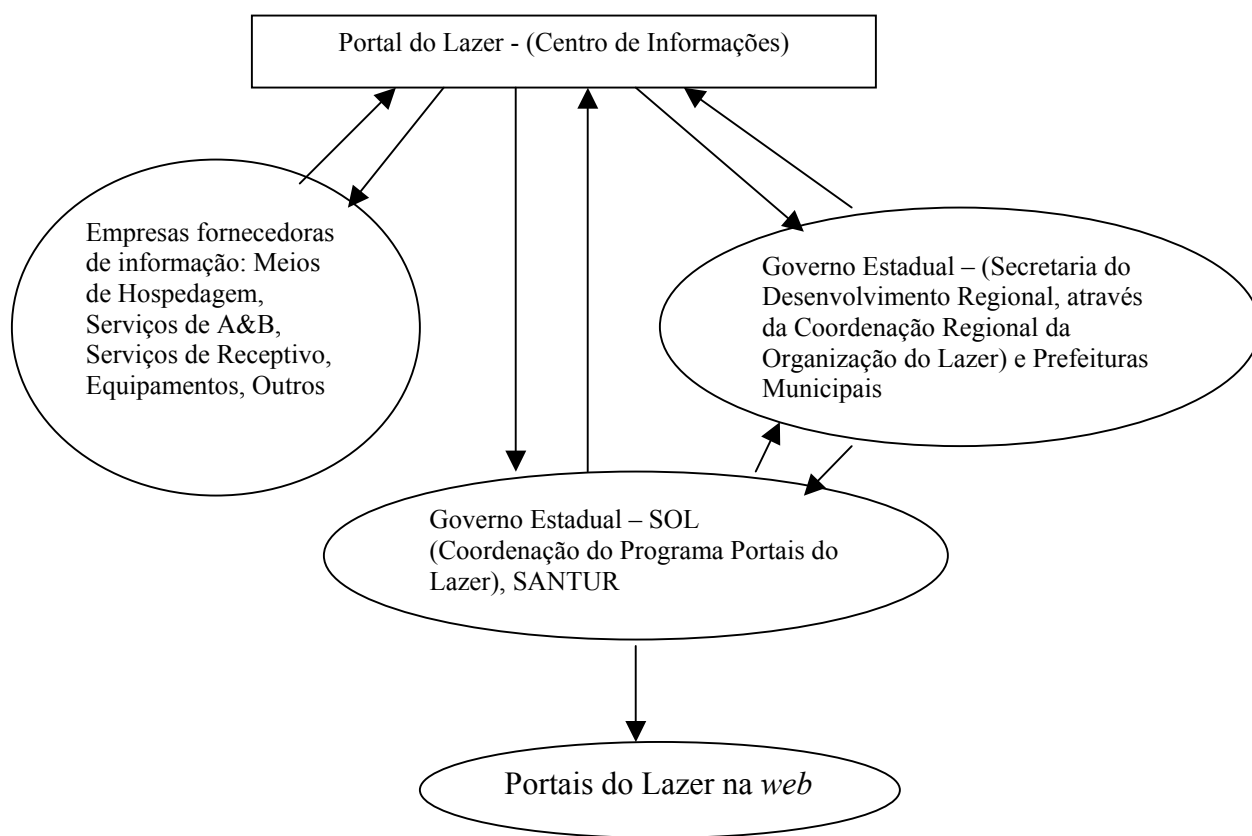 Portal do Lazer - (Centro de Informações)
Empresas fornecedoras
de informação: Meios
de Hospedagem,
Serviços de A&B,
Serviços de Receptivo,
Equipamentos, Outros
Governo Estadual – (Secretaria do
Desenvolvimento Regional, através
da Coordenação Regional da
Organização do Lazer) e Prefeituras
Municipais
Governo Estadual – SOL
(Coordenação do Programa Portais do
Lazer), SANTUR
Portais do Lazer na web